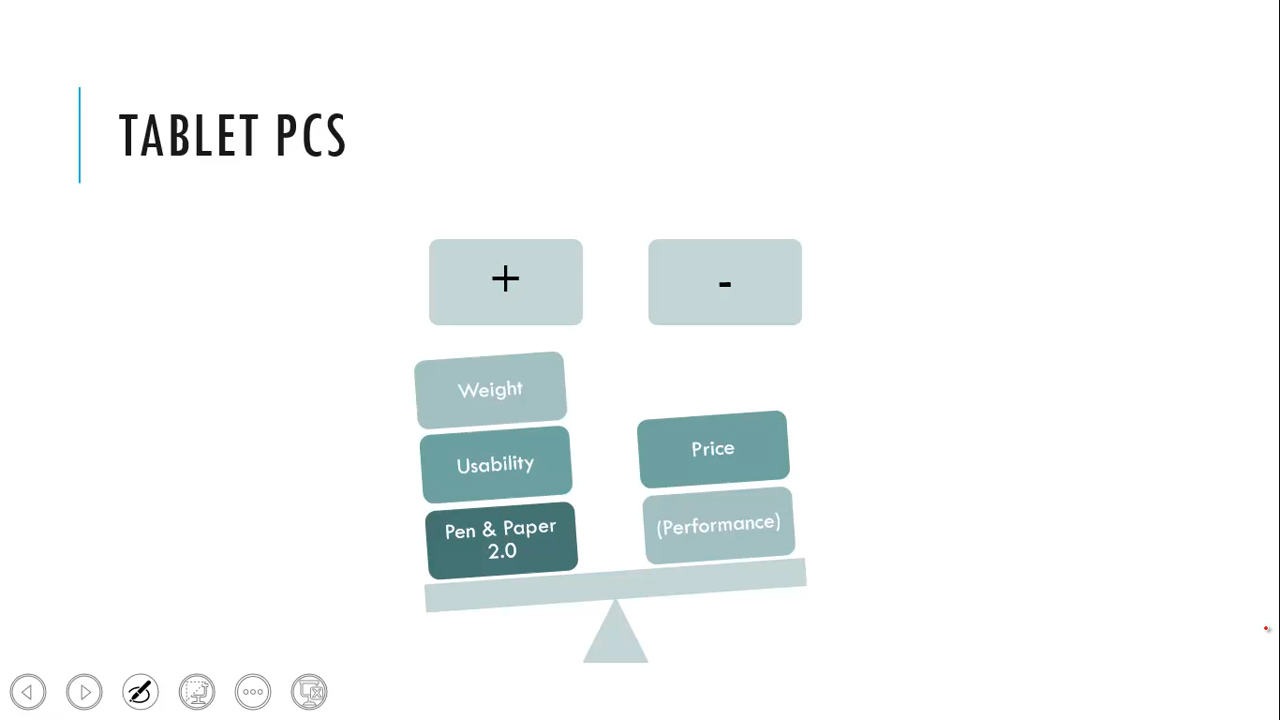 TABLET PCS
+
-
Weight
Usability
Pen & Paper
2.0
Price
(Performance)